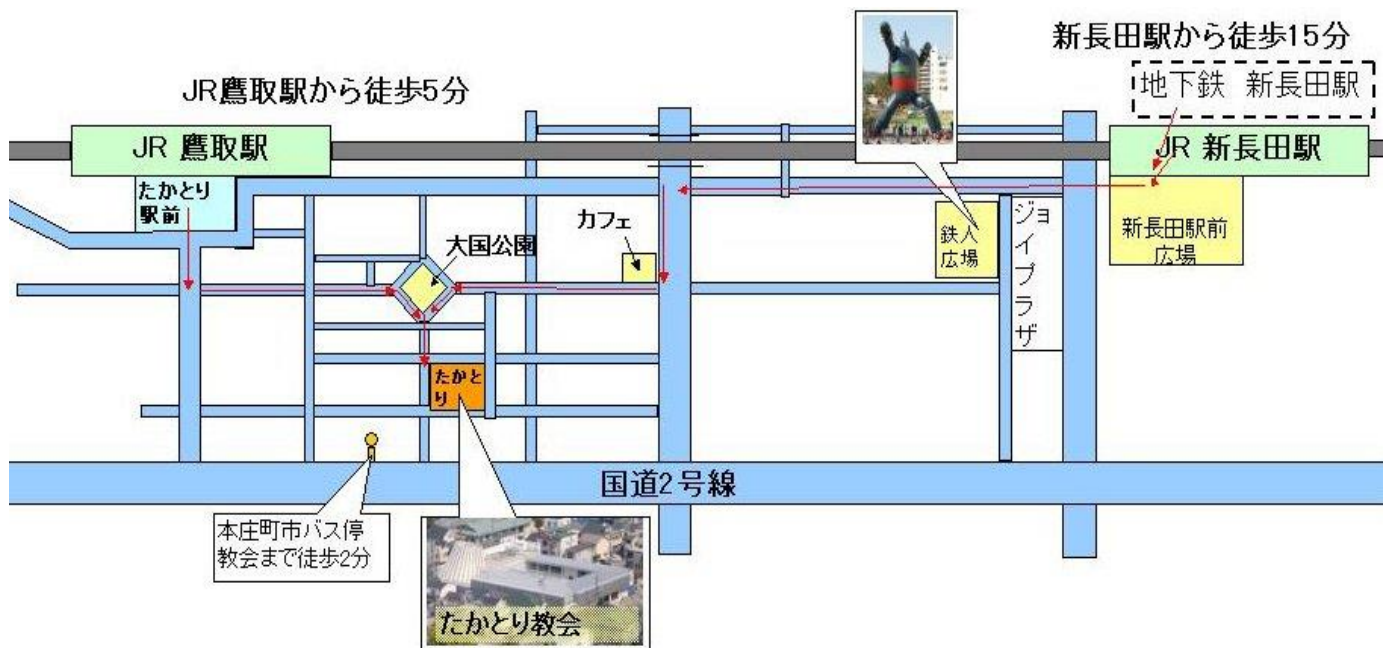 新長田駅から徒歩15分
地下鉄 新長田駅
JR鷹取駅から徒歩5分
JR 鷹取駅
JR 新長田駅
たかとり
駅前
カフェ
大国公園
鉄人
広場
ジョイプラザ
新長田駅前
広場
たかと
り
国道2号線
本庄町市バス停
教会まで徒歩2分
たかとり教会